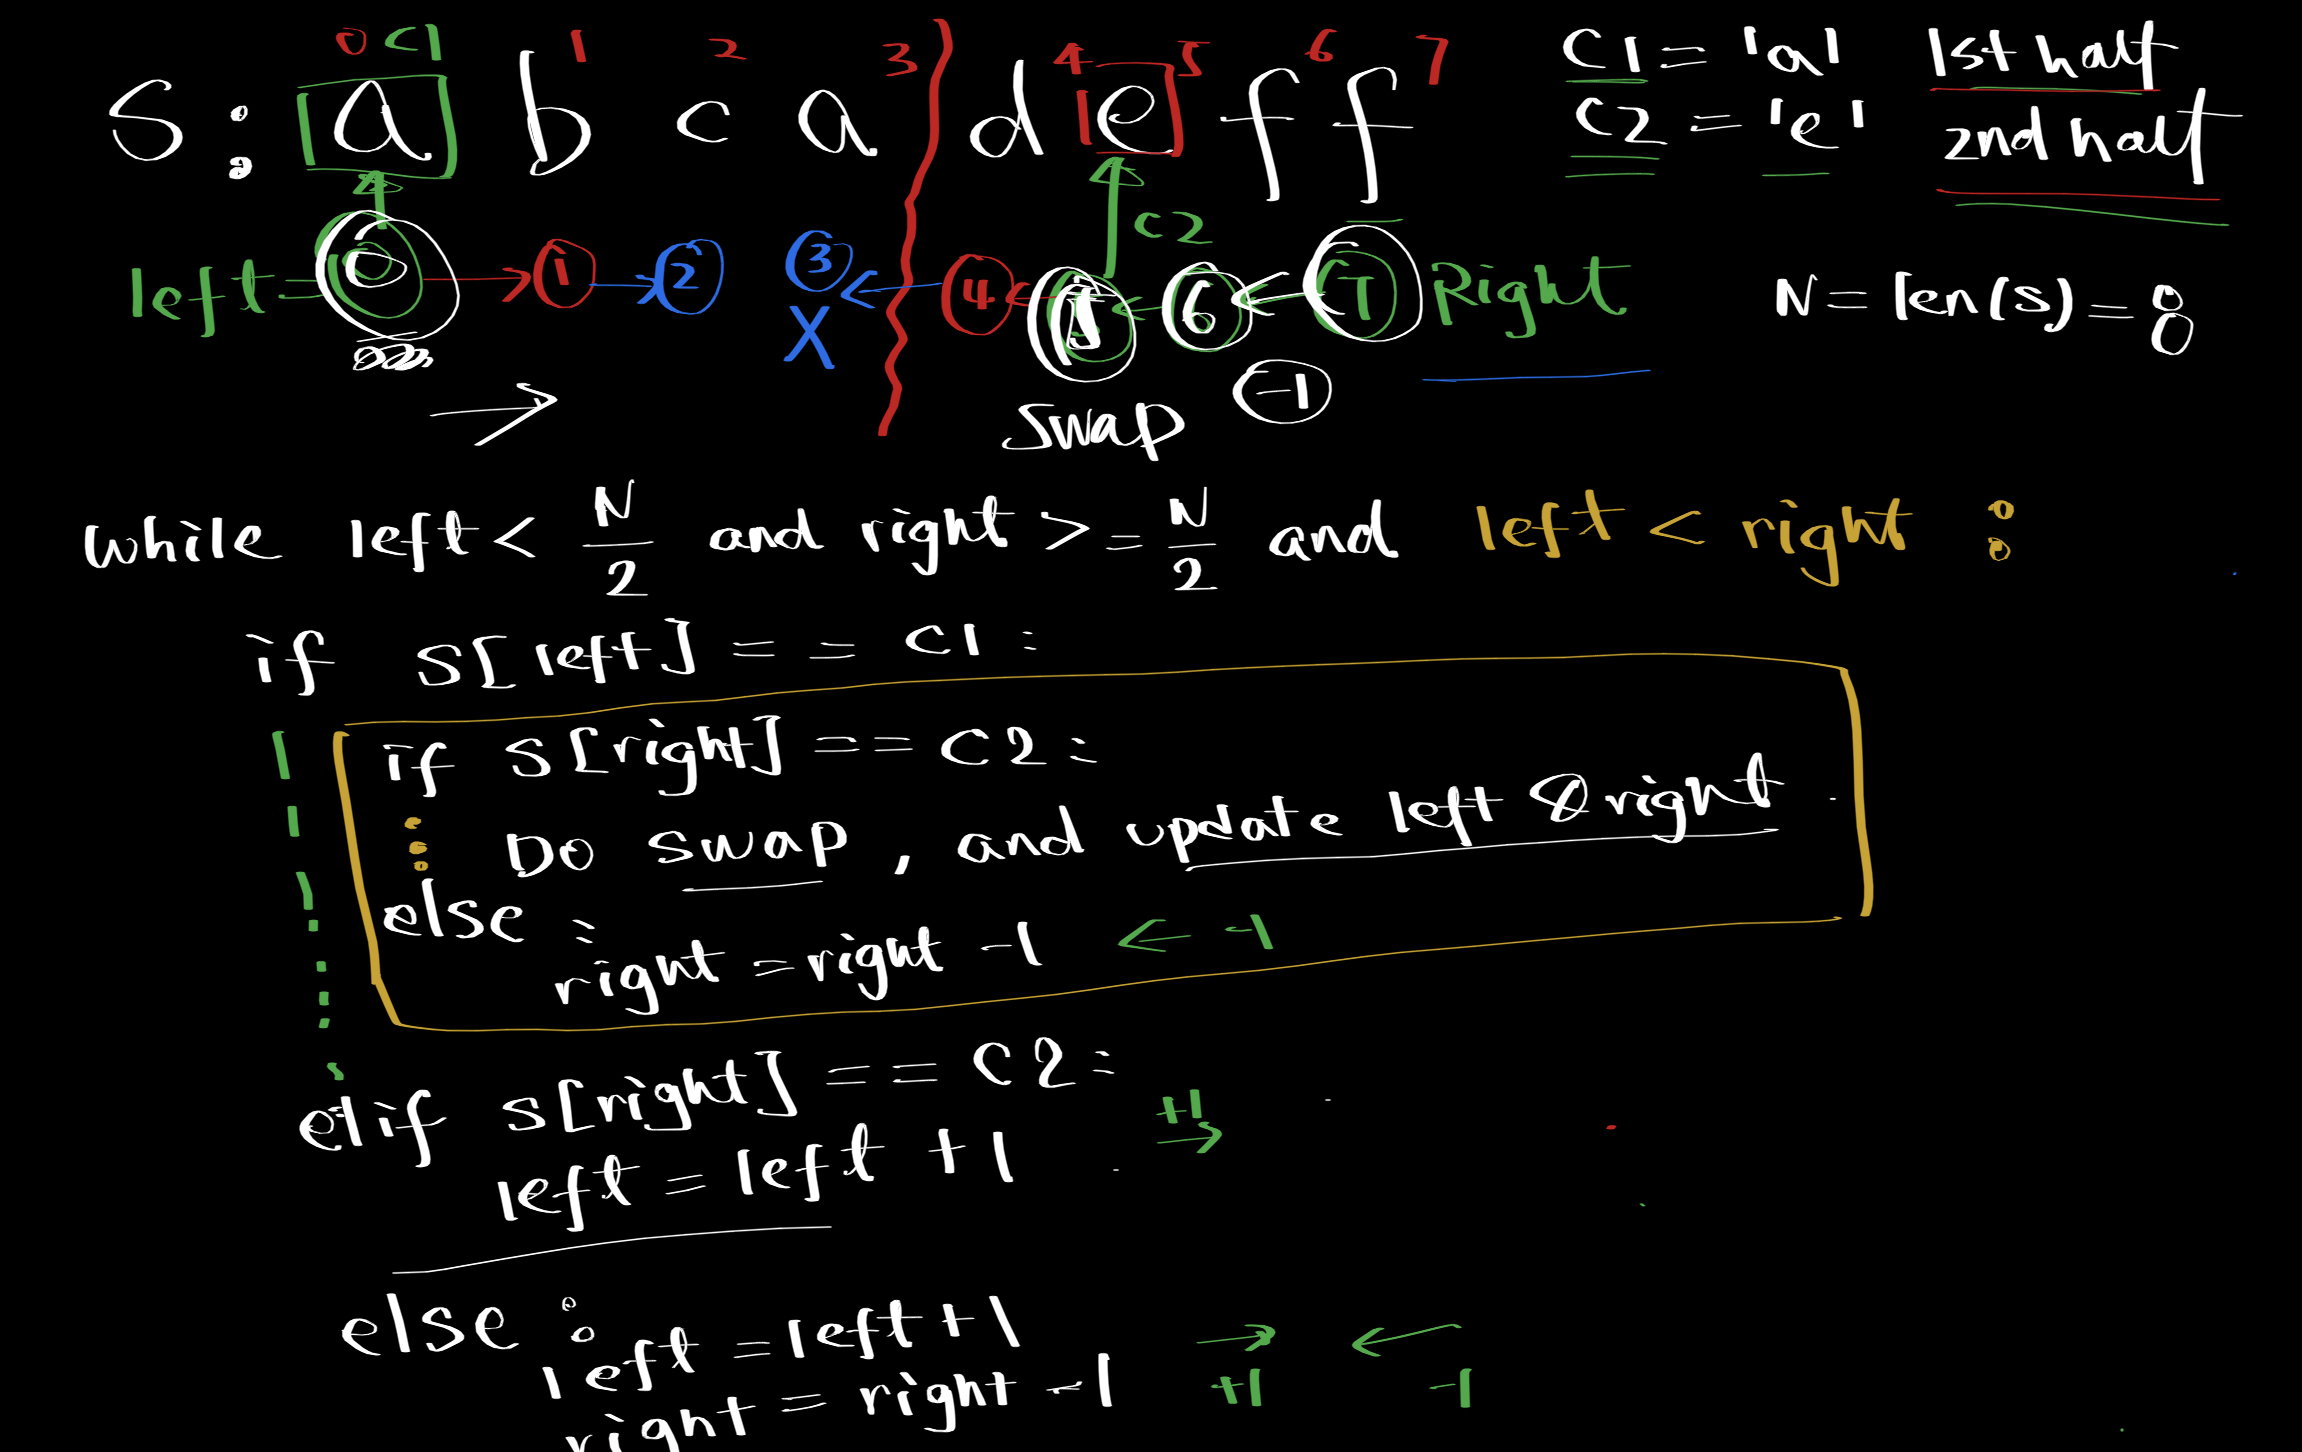 0 C1 1 2 3 4 5 6 7
S : [a] b c a d [e] f f
C1 = 'a' 1st half
C2 = 'e' 2nd half
C2
left 0 1 2 3 4 5 6 7 Right
N = len(s) = 8
X
-1
swap
while left < N/2 and right >= N/2 and left < right :
if S[left] == C1 :
if S[right] == C2 :
DO swap , and update left & right
else :
right = right -1 ← -1
elif S[right] == C2 :
left = left + 1 +1 →
else :
left = left + 1 → ←
right = right - 1 +1 -1